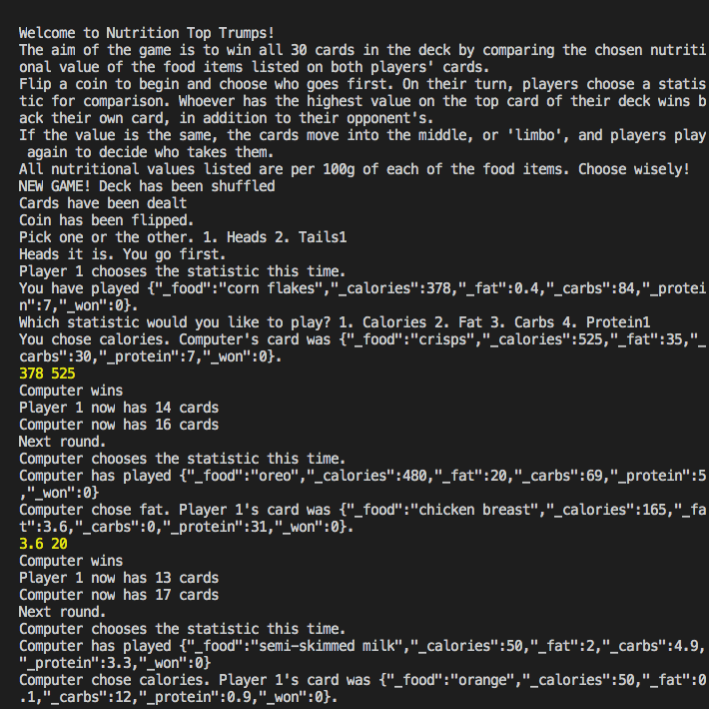 Welcome to Nutrition Top Trumps!
The aim of the game is to win all 30 cards in the deck by comparing the chosen nutriti
onal value of the food items listed on both players' cards.
Flip a coin to begin and choose who goes first. On their turn, players choose a statis
tic for comparison. Whoever has the highest value on the top card of their deck wins b
ack their own card, in addition to their opponent's.
If the value is the same, the cards move into the middle, or 'limbo', and players play
 again to decide who takes them.
All nutritional values listed are per 100g of each of the food items. Choose wisely!
NEW GAME! Deck has been shuffled
Cards have been dealt
Coin has been flipped.
Pick one or the other. 1. Heads 2. Tails1
Heads it is. You go first.
Player 1 chooses the statistic this time.
You have played {"_food":"corn flakes","_calories":378,"_fat":0.4,"_carbs":84,"_protei
n":7,"_won":0}.
Which statistic would you like to play? 1. Calories 2. Fat 3. Carbs 4. Protein1
You chose calories. Computer's card was {"_food":"crisps","_calories":525,"_fat":35,"_
carbs":30,"_protein":7,"_won":0}.
378 525
Computer wins
Player 1 now has 14 cards
Computer now has 16 cards
Next round.
Computer chooses the statistic this time.
Computer has played {"_food":"oreo","_calories":480,"_fat":20,"_carbs":69,"_protein":5
,"_won":0}
Computer chose fat. Player 1's card was {"_food":"chicken breast","_calories":165,"_fa
t":3.6,"_carbs":0,"_protein":31,"_won":0}.
3.6 20
Computer wins
Player 1 now has 13 cards
Computer now has 17 cards
Next round.
Computer chooses the statistic this time.
Computer has played {"_food":"semi-skimmed milk","_calories":50,"_fat":2,"_carbs":4.9,
"_protein":3.3,"_won":0}
Computer chose calories. Player 1's card was {"_food":"orange","_calories":50,"_fat":0
.1,"_carbs":12,"_protein":0.9,"_won":0}.